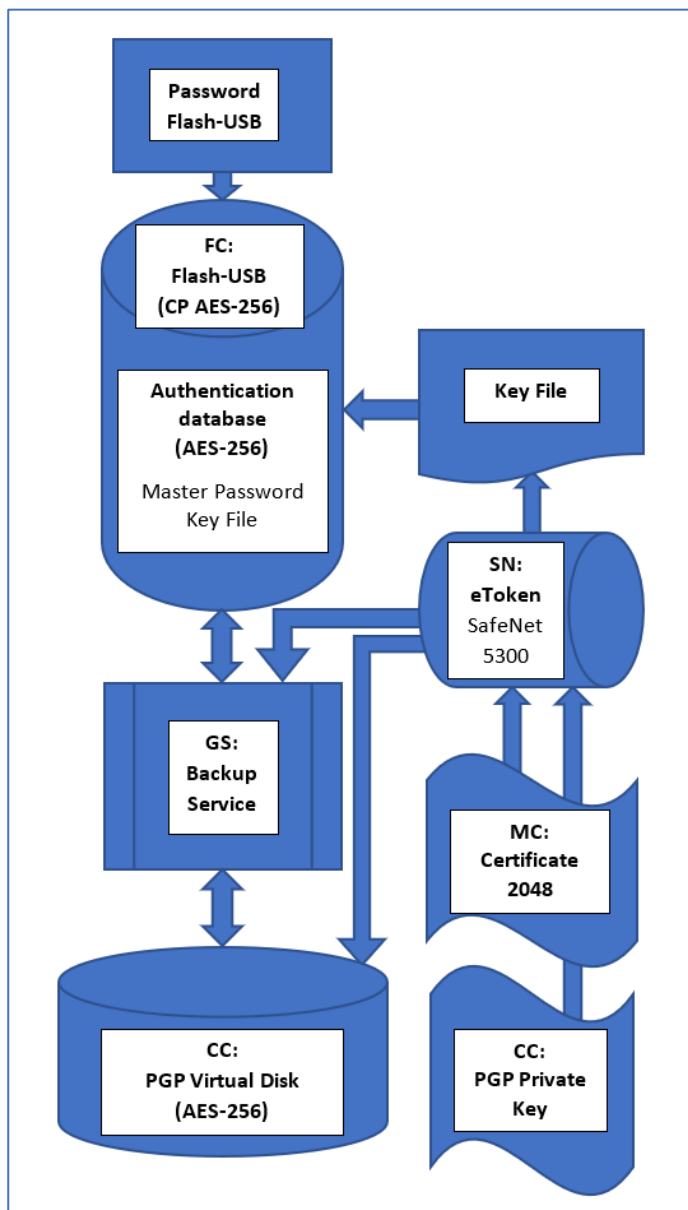 Password
Flash-USB
FC:
Flash-USB
(CP AES-256)
Authentication
database
(AES-256)
Master Password
Key File
Key File
SN:
eToken
SafeNet
5300
GS:
Backup
Service
MC:
Certificate
2048
CC:
PGP Virtual Disk
(AES-256)
CC:
PGP Private
Key